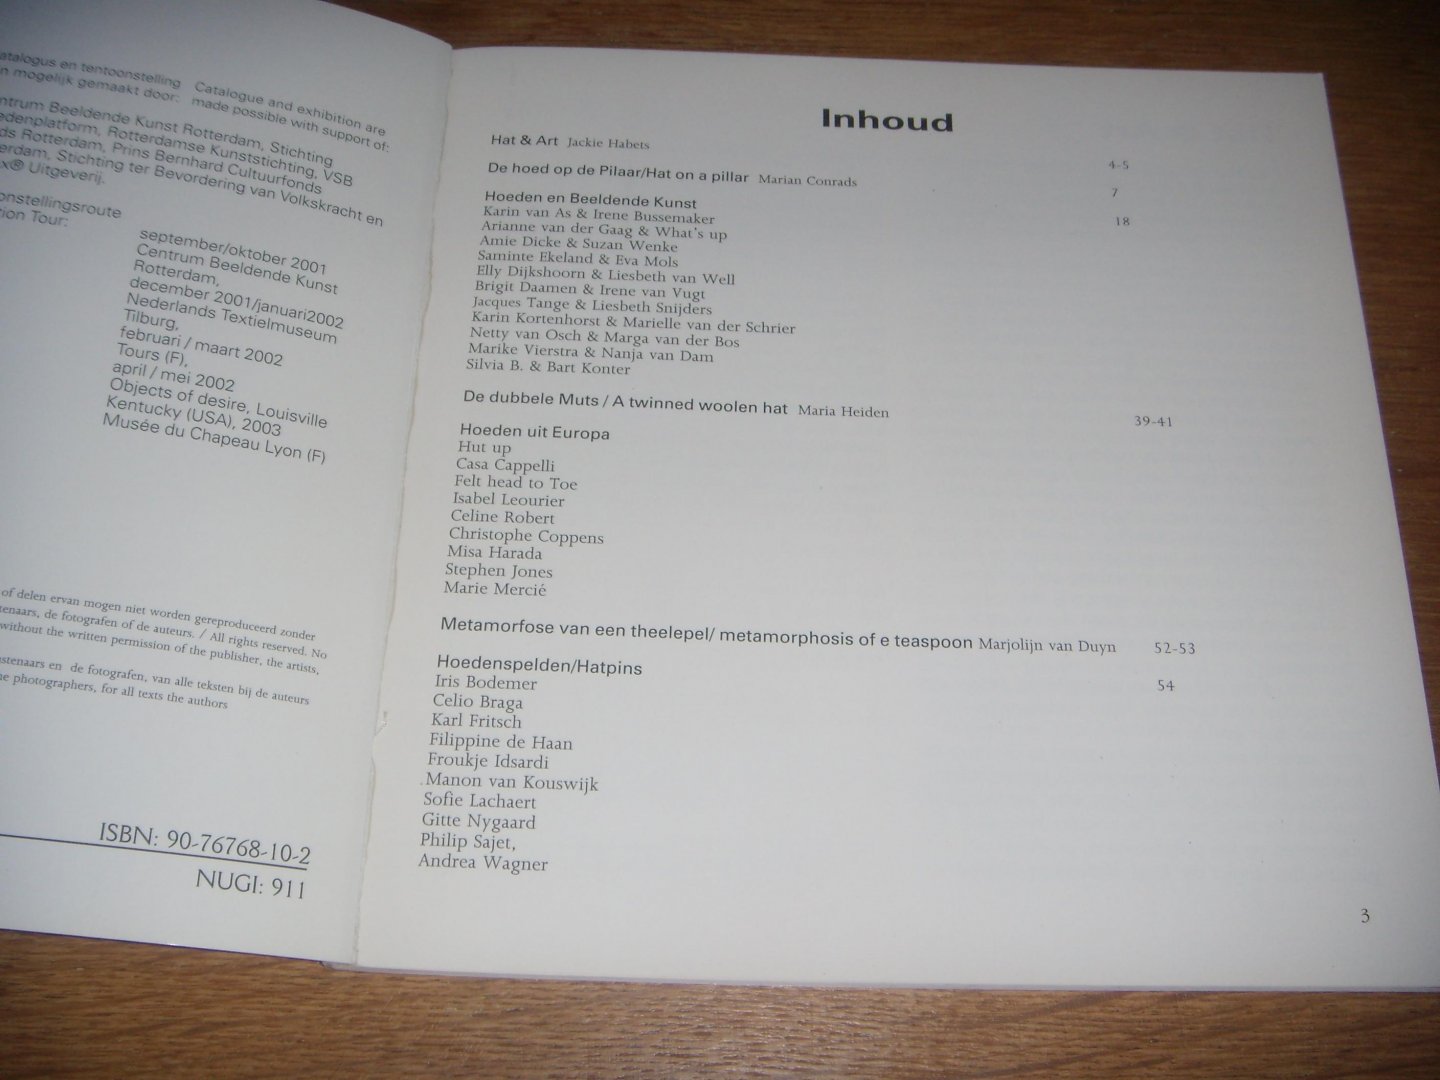 atalogus en tentoonstelling
n mogelijk gemaakt door:
Catalogue and exhibition are
made possible with support of:
ntrum Beeldende Kunst Rotterdam, Stichting
edenplatform, Rotterdamse Kunststichting, VSB
ds Rotterdam, Prins Bernhard Cultuurfonds
erdam, Stichting ter Bevordering van Volkskracht en
x® Uitgeverij.
onstellingsroute
tion Tour:
september/oktober 2001
Centrum Beeldende Kunst
Rotterdam,
december 2001/januari2002
Nederlands Textielmuseum
Tilburg,
februari / maart 2002
Tours (F),
april / mei 2002
Objects of desire, Louisville
Kentucky (USA), 2003
Musée du Chapeau Lyon (F)
of delen ervan mogen niet worden gereproduceerd zonder
tenaars, de fotografen of de auteurs. / All rights reserved. No
without the written permission of the publisher, the artists,
stenaars en de fotografen, van alle teksten bij de auteurs
he photographers, for all texts the authors
ISBN: 90-76768-10-2
NUGI: 911
Inhoud
Hat & Art Jackie Habets 4-5
De hoed op de Pilaar/Hat on a pillar Marian Conrads 7
Hoeden en Beeldende Kunst 18
Karin van As & Irene Bussemaker
Arianne van der Gaag & What's up
Amie Dicke & Suzan Wenke
Saminte Ekeland & Eva Mols
Elly Dijkshoorn & Liesbeth van Well
Brigit Daamen & Irene van Vugt
Jacques Tange & Liesbeth Snijders
Karin Kortenhorst & Marielle van der Schrier
Netty van Osch & Marga van der Bos
Marike Vierstra & Nanja van Dam
Silvia B. & Bart Konter
De dubbele Muts / A twinned woolen hat Maria Heiden 39-41
Hoeden uit Europa
Hut up
Casa Cappelli
Felt head to Toe
Isabel Leourier
Celine Robert
Christophe Coppens
Misa Harada
Stephen Jones
Marie Mercié
Metamorfose van een theelepel/ metamorphosis of e teaspoon Marjolijn van Duyn 52-53
Hoedenspelden/Hatpins 54
Iris Bodemer
Celio Braga
Karl Fritsch
Filippine de Haan
Froukje Idsardi
Manon van Kouswijk
Sofie Lachaert
Gitte Nygaard
Philip Sajet,
Andrea Wagner
3